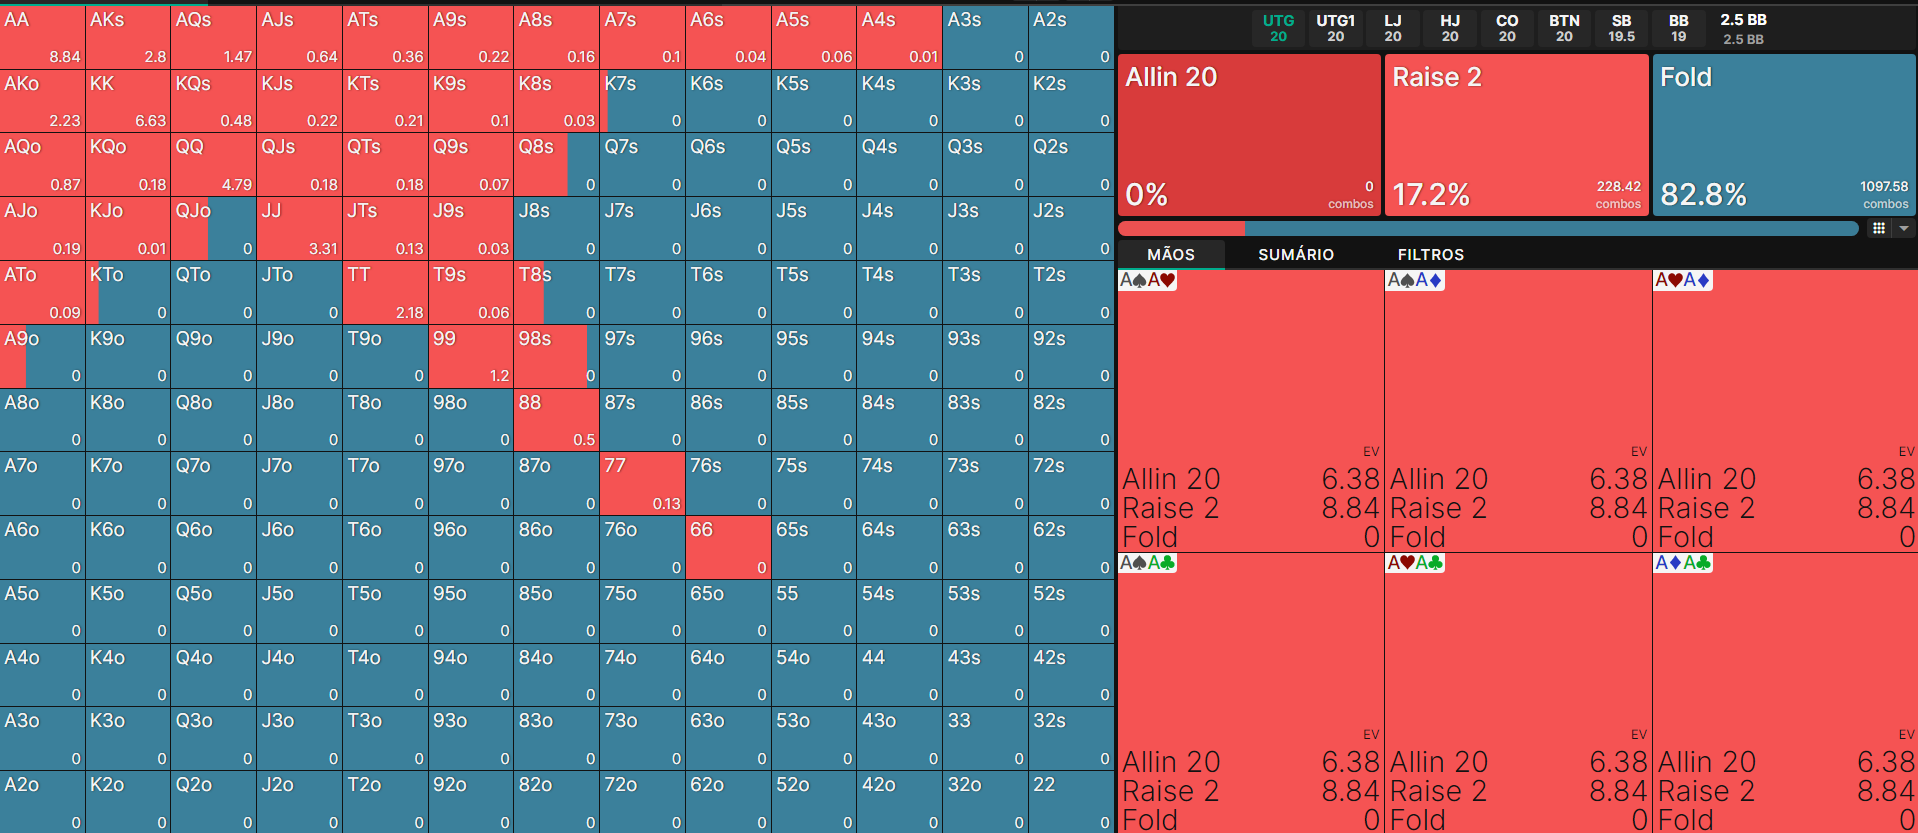 AA AKs AQs AJs ATs A9s A8s A7s A6s A5s A4s A3s A2s
8.84 2.8 1.47 0.64 0.36 0.22 0.16 0.1 0.04 0.06 0.01 0 0
AKo KK KQs KJs KTs K9s K8s K7s K6s K5s K4s K3s K2s
2.23 6.63 0.48 0.22 0.21 0.1 0.03 0 0 0 0 0 0
AQo KQo QQ QJs QTs Q9s Q8s Q7s Q6s Q5s Q4s Q3s Q2s
0.87 0.18 4.79 0.18 0.18 0.07 0 0 0 0 0 0 0
AJo KJo QJo JJ JTs J9s J8s J7s J6s J5s J4s J3s J2s
0.19 0.01 0 3.31 0.13 0.03 0 0 0 0 0 0 0
ATo KTo QTo JTo TT T9s T8s T7s T6s T5s T4s T3s T2s
0.09 0 0 0 2.18 0.06 0 0 0 0 0 0 0
A9o K9o Q9o J9o T9o 99 98s 97s 96s 95s 94s 93s 92s
0 0 0 0 0 1.2 0 0 0 0 0 0 0
A8o K8o Q8o J8o T8o 98o 88 87s 86s 85s 84s 83s 82s
0 0 0 0 0 0 0.5 0 0 0 0 0 0
A7o K7o Q7o J7o T7o 97o 87o 77 76s 75s 74s 73s 72s
0 0 0 0 0 0 0 0.13 0 0 0 0 0
A6o K6o Q6o J6o T6o 96o 86o 76o 66 65s 64s 63s 62s
0 0 0 0 0 0 0 0 0 0 0 0 0
A5o K5o Q5o J5o T5o 95o 85o 75o 65o 55 54s 53s 52s
0 0 0 0 0 0 0 0 0 0 0 0 0
A4o K4o Q4o J4o T4o 94o 84o 74o 64o 54o 44 43s 42s
0 0 0 0 0 0 0 0 0 0 0 0 0
A3o K3o Q3o J3o T3o 93o 83o 73o 63o 53o 43o 33 32s
0 0 0 0 0 0 0 0 0 0 0 0 0
A2o K2o Q2o J2o T2o 92o 82o 72o 62o 52o 42o 32o 22
0 0 0 0 0 0 0 0 0 0 0 0 0
UTG UTG1 LJ HJ CO BTN SB BB 2.5 BB
20 20 20 20 20 20 19.5 19 2.5 BB
Allin 20 Raise 2 Fold
0 228.42 1097.58
0% combos 17.2% combos 82.8% combos
MÃOS SUMÁRIO FILTROS
A♠A♥ A♠A♦ A♥A♦
EV EV EV
Allin 20 6.38 Allin 20 6.38 Allin 20 6.38
Raise 2 8.84 Raise 2 8.84 Raise 2 8.84
Fold 0 Fold 0 Fold 0
A♠A♣ A♥A♣ A♦A♣
EV EV EV
Allin 20 6.38 Allin 20 6.38 Allin 20 6.38
Raise 2 8.84 Raise 2 8.84 Raise 2 8.84
Fold 0 Fold 0 Fold 0